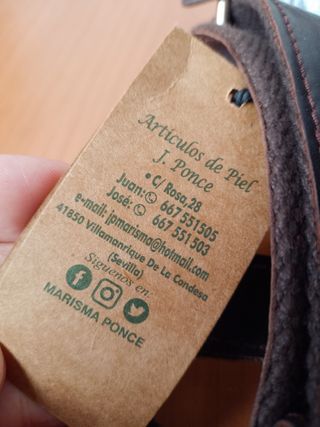 Artículos de Piel
J. Ponce
C/ Rosa, 28
Juan: 667 551505
José: 667 551503
e-mail: jpmarisma@hotmail.com
41850 Villamanrique De La Condesa
(Sevilla)
Síguenos en:
MARISMA PONCE